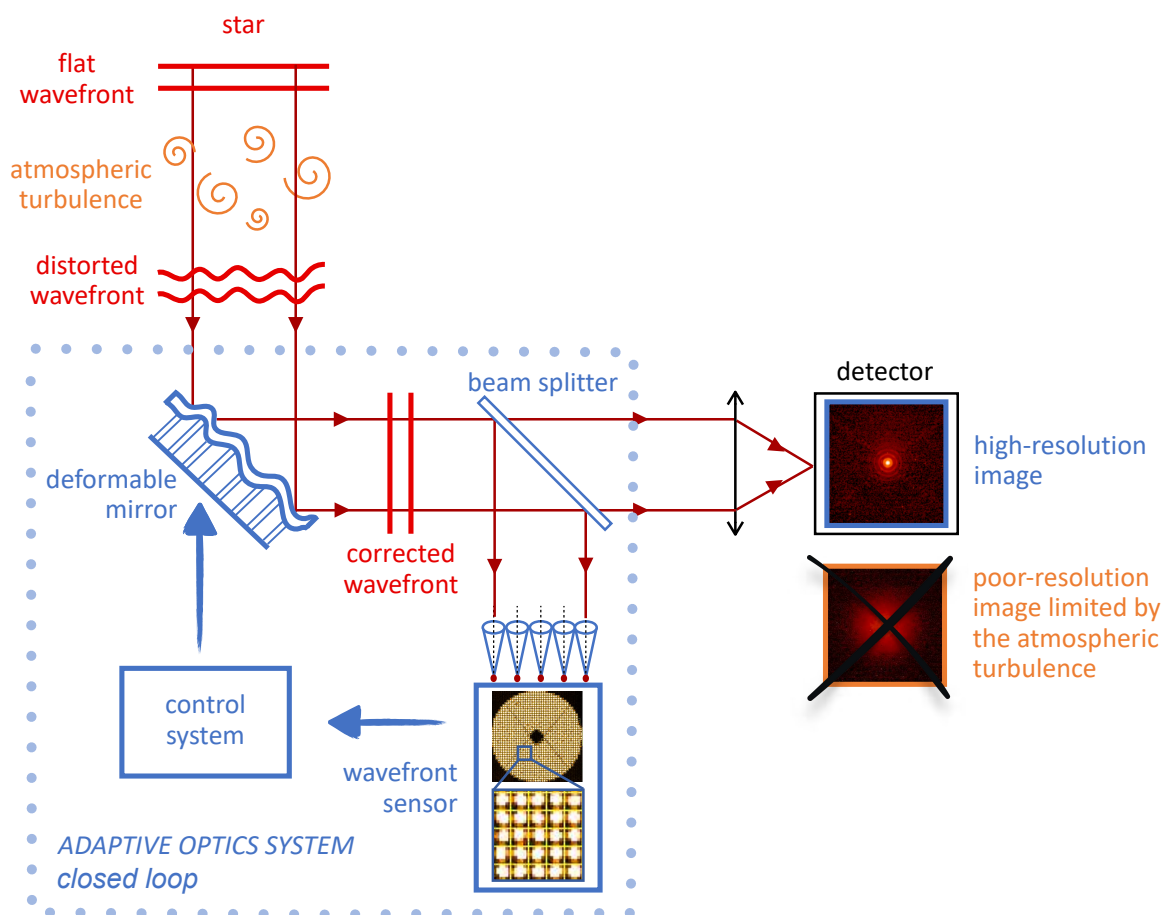 star
flat
wavefront
atmospheric
turbulence
distorted
wavefront
beam splitter
detector
high-resolution
image
deformable
mirror
corrected
wavefront
poor-resolution
image limited by
the atmospheric
turbulence
control
system
wavefront
sensor
ADAPTIVE OPTICS SYSTEM
closed loop